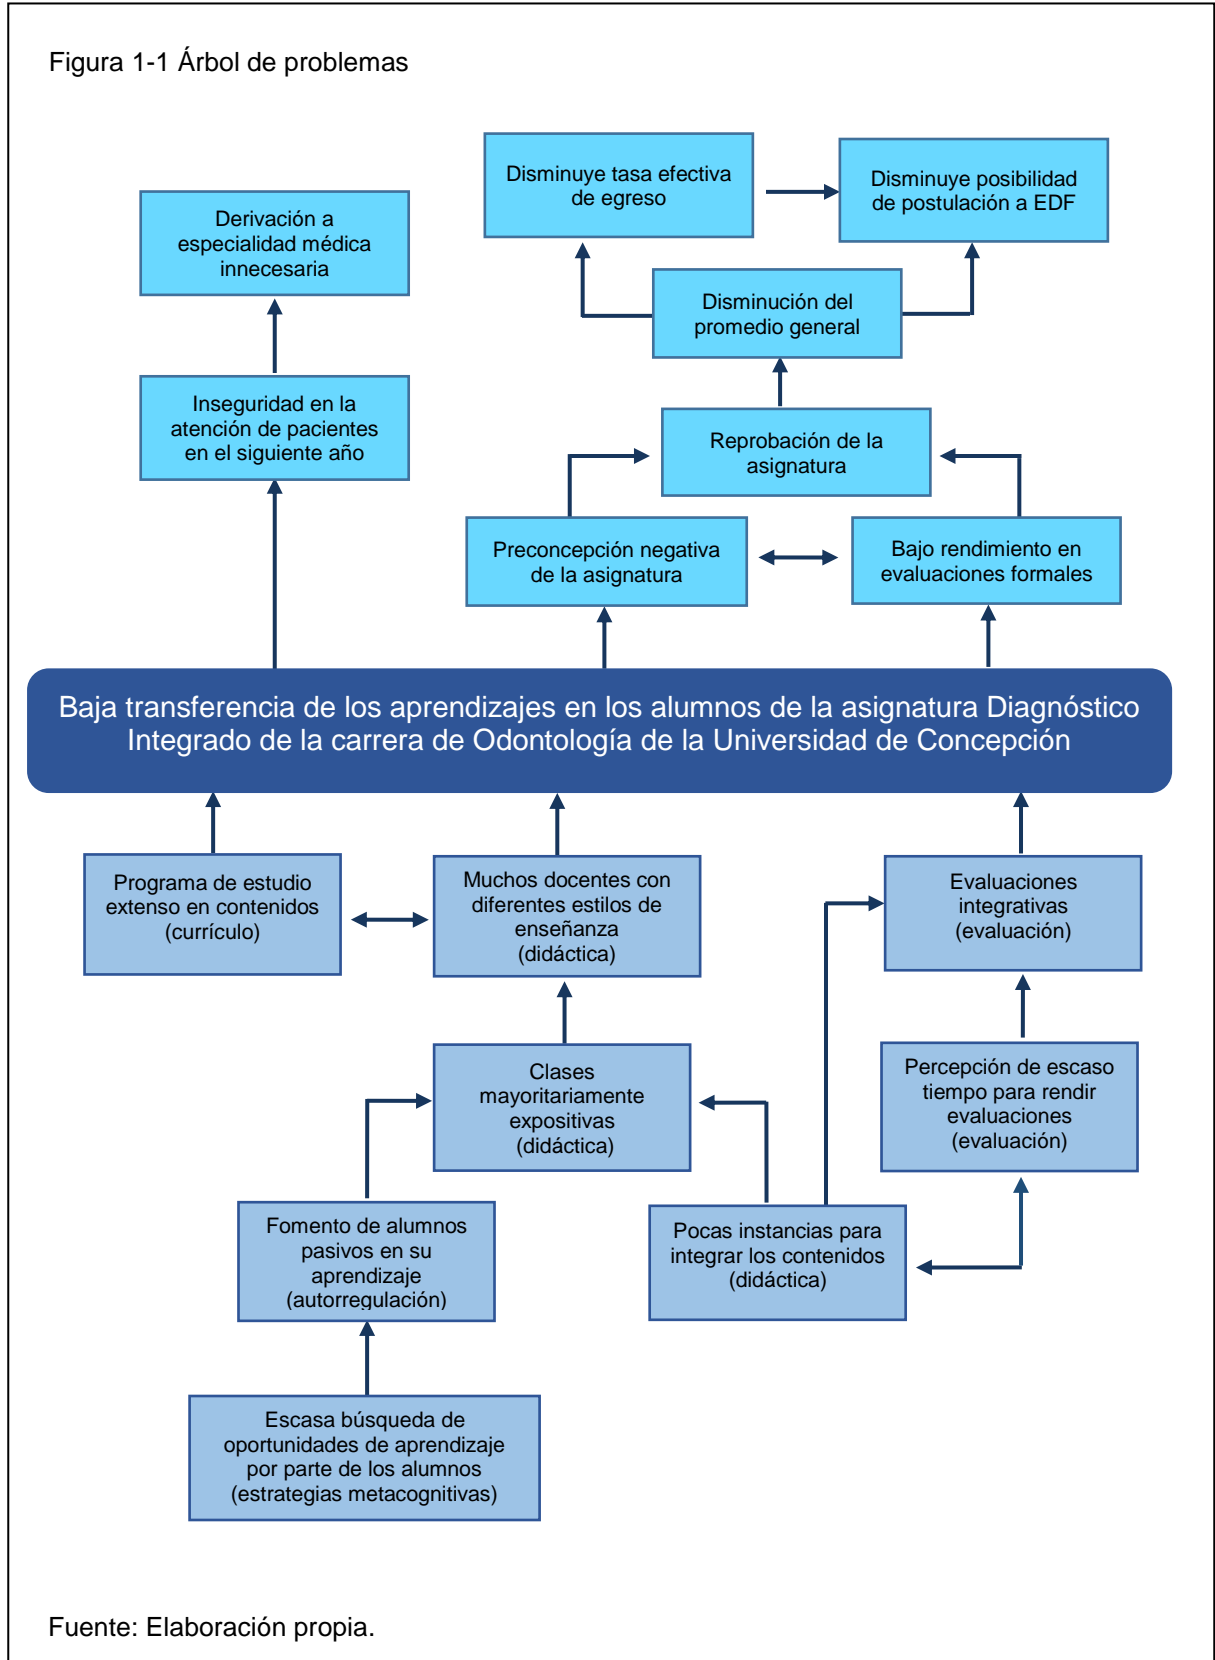 Figura 1-1 Árbol de problemas
Disminuye tasa efectiva
de egreso
Disminuye posibilidad
de postulación a EDF
Derivación a
especialidad médica
innecesaria
Disminución del
promedio general
Inseguridad en la
atención de pacientes
en el siguiente año
Reprobación de la
asignatura
Preconcepción negativa
de la asignatura
Bajo rendimiento en
evaluaciones formales
Baja transferencia de los aprendizajes en los alumnos de la asignatura Diagnóstico
Integrado de la carrera de Odontología de la Universidad de Concepción
Programa de estudio
extenso en contenidos
(currículo)
Muchos docentes con
diferentes estilos de
enseñanza
(didáctica)
Evaluaciones
integrativas
(evaluación)
Clases
mayoritariamente
expositivas
(didáctica)
Percepción de escaso
tiempo para rendir
evaluaciones
(evaluación)
Fomento de alumnos
pasivos en su
aprendizaje
(autorregulación)
Pocas instancias para
integrar los contenidos
(didáctica)
Escasa búsqueda de
oportunidades de aprendizaje
por parte de los alumnos
(estrategias metacognitivas)
Fuente: Elaboración propia.